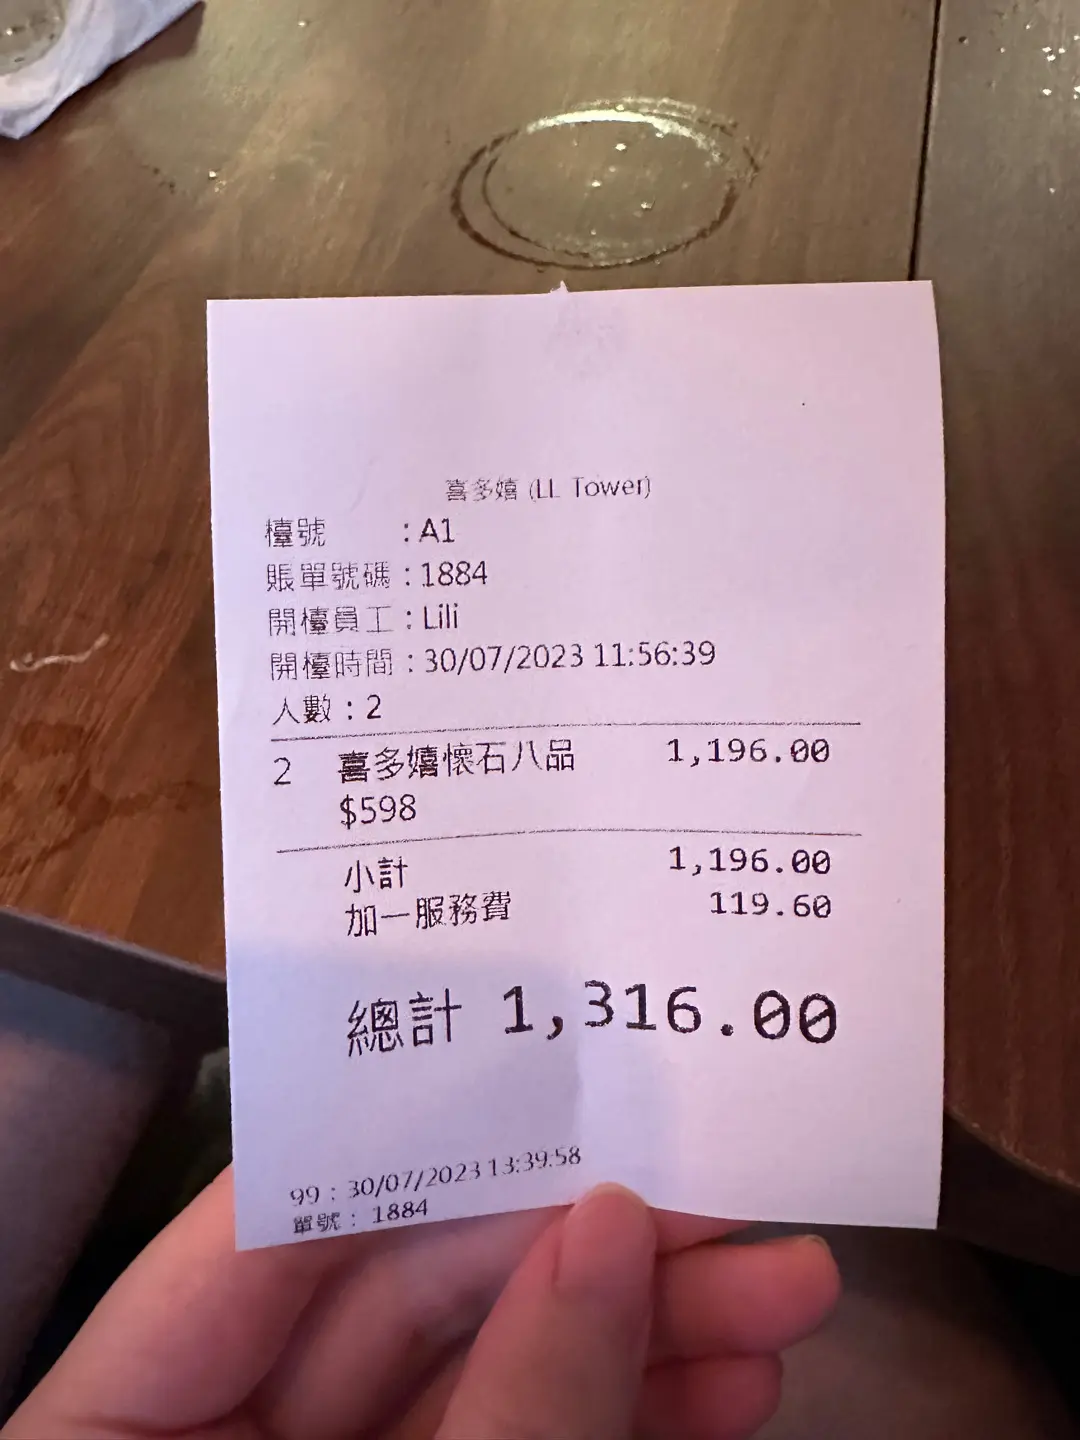 喜多嬉 (LL Tower)
檯號 : A1
賬單號碼 : 1884
開檯員工 : Lili
開檯時間 : 30/07/2023 11:56:39
人數 : 2
2 喜多嬉懷石八品 1,196.00
$598
小計 1,196.00
加一服務費 119.60
總計 1,316.00
99 : 30/07/2023 13:39:58
單號 : 1884